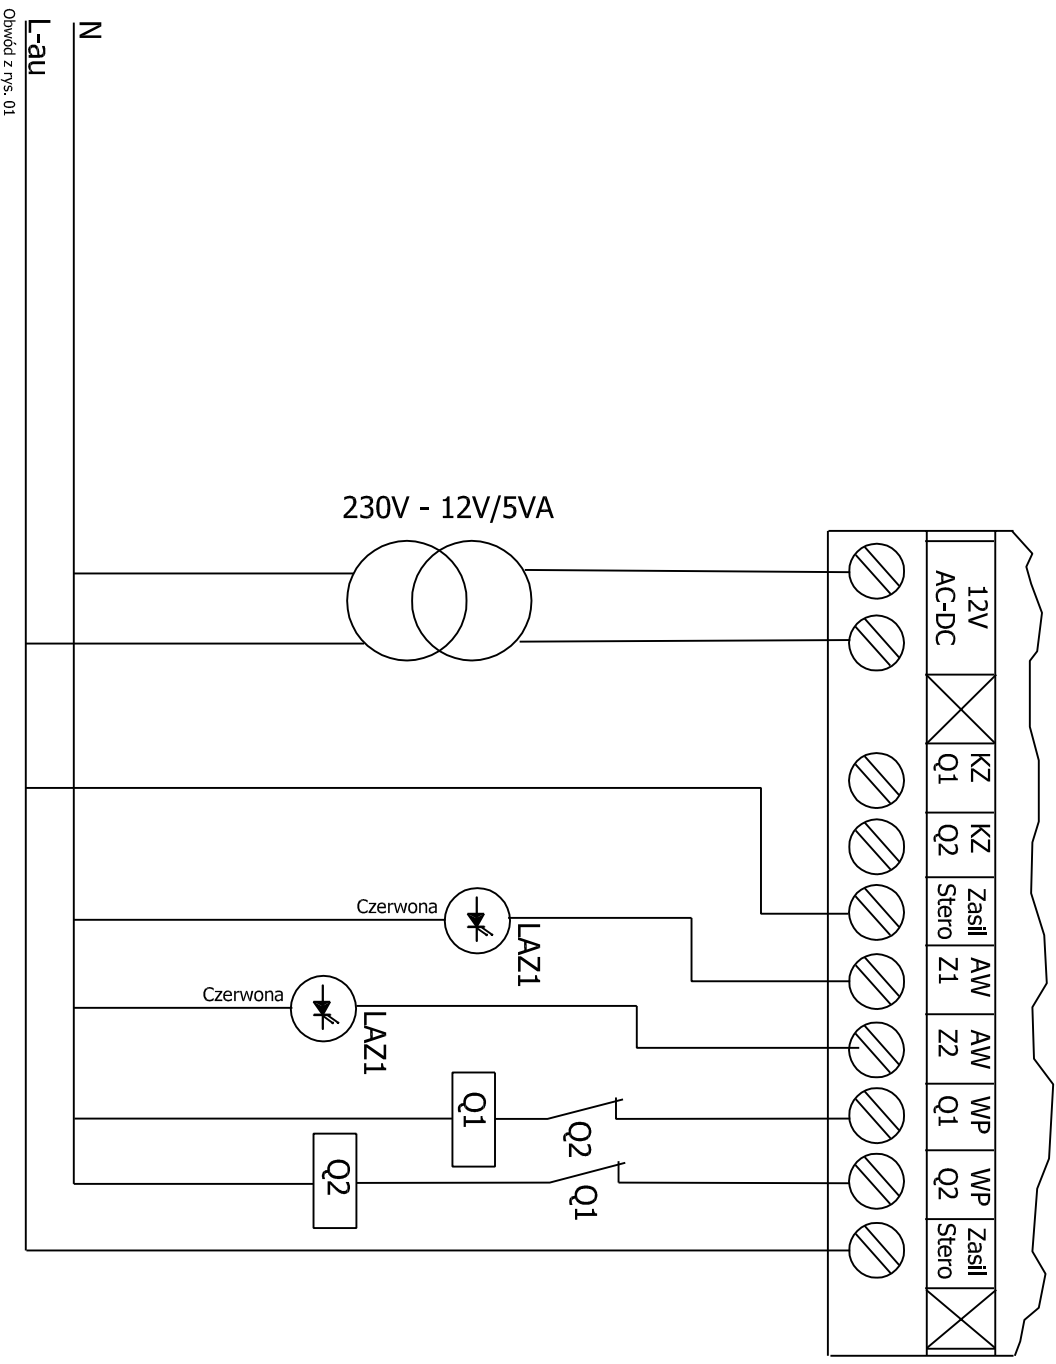 N
L-au
Obwód z rys. 01
230V - 12V/5VA
12V
AC-DC
KZ
Q1
KZ
Q2
Zasil
Stero
AW
Z1
AW
Z2
WP
Q1
WP
Q2
Zasil
Stero
Czerwona
LAZ1
Czerwona
LAZ1
Q1
Q2
Q2
Q1